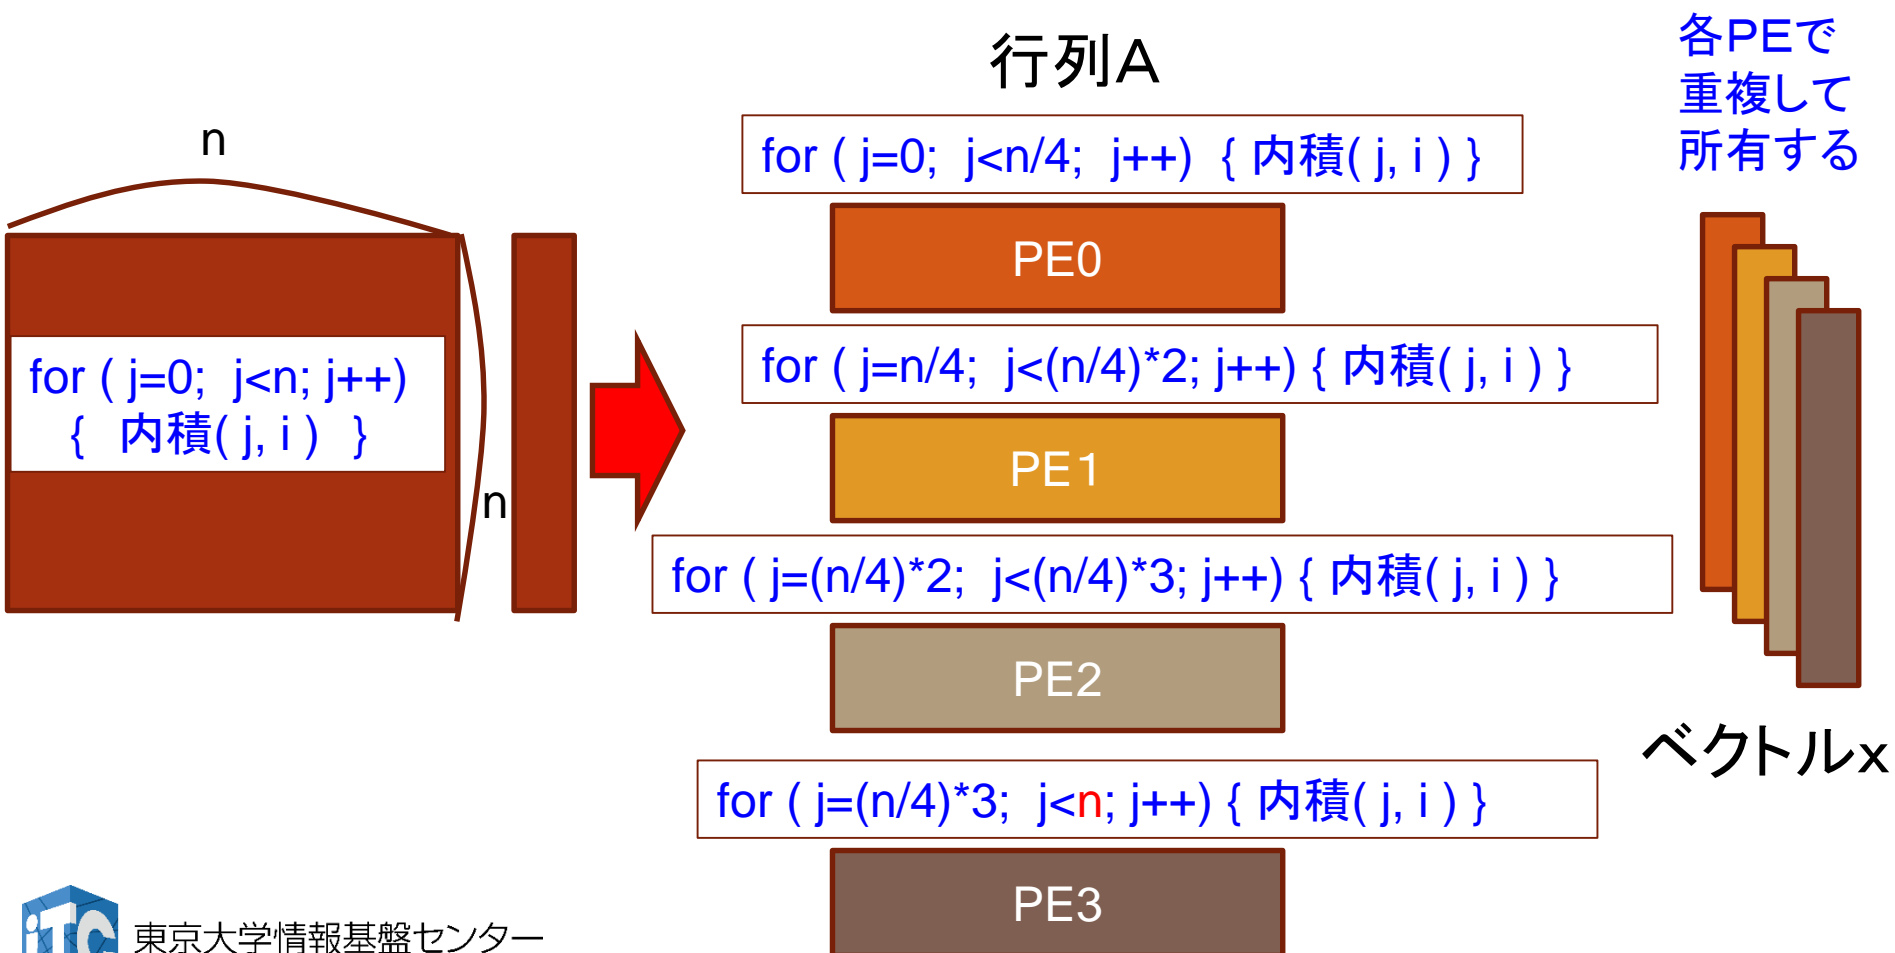 行列A
各PEで
重複して
所有する
n
for ( j=0; j<n; j++)
{ 内積( j, i ) }
n
for ( j=0; j<n/4; j++) { 内積( j, i ) }
PE0
for ( j=n/4; j<(n/4)*2; j++) { 内積( j, i ) }
PE1
for ( j=(n/4)*2; j<(n/4)*3; j++) { 内積( j, i ) }
PE2
for ( j=(n/4)*3; j<n; j++) { 内積( j, i ) }
PE3
ベクトルx
iTC
東京大学情報基盤センター